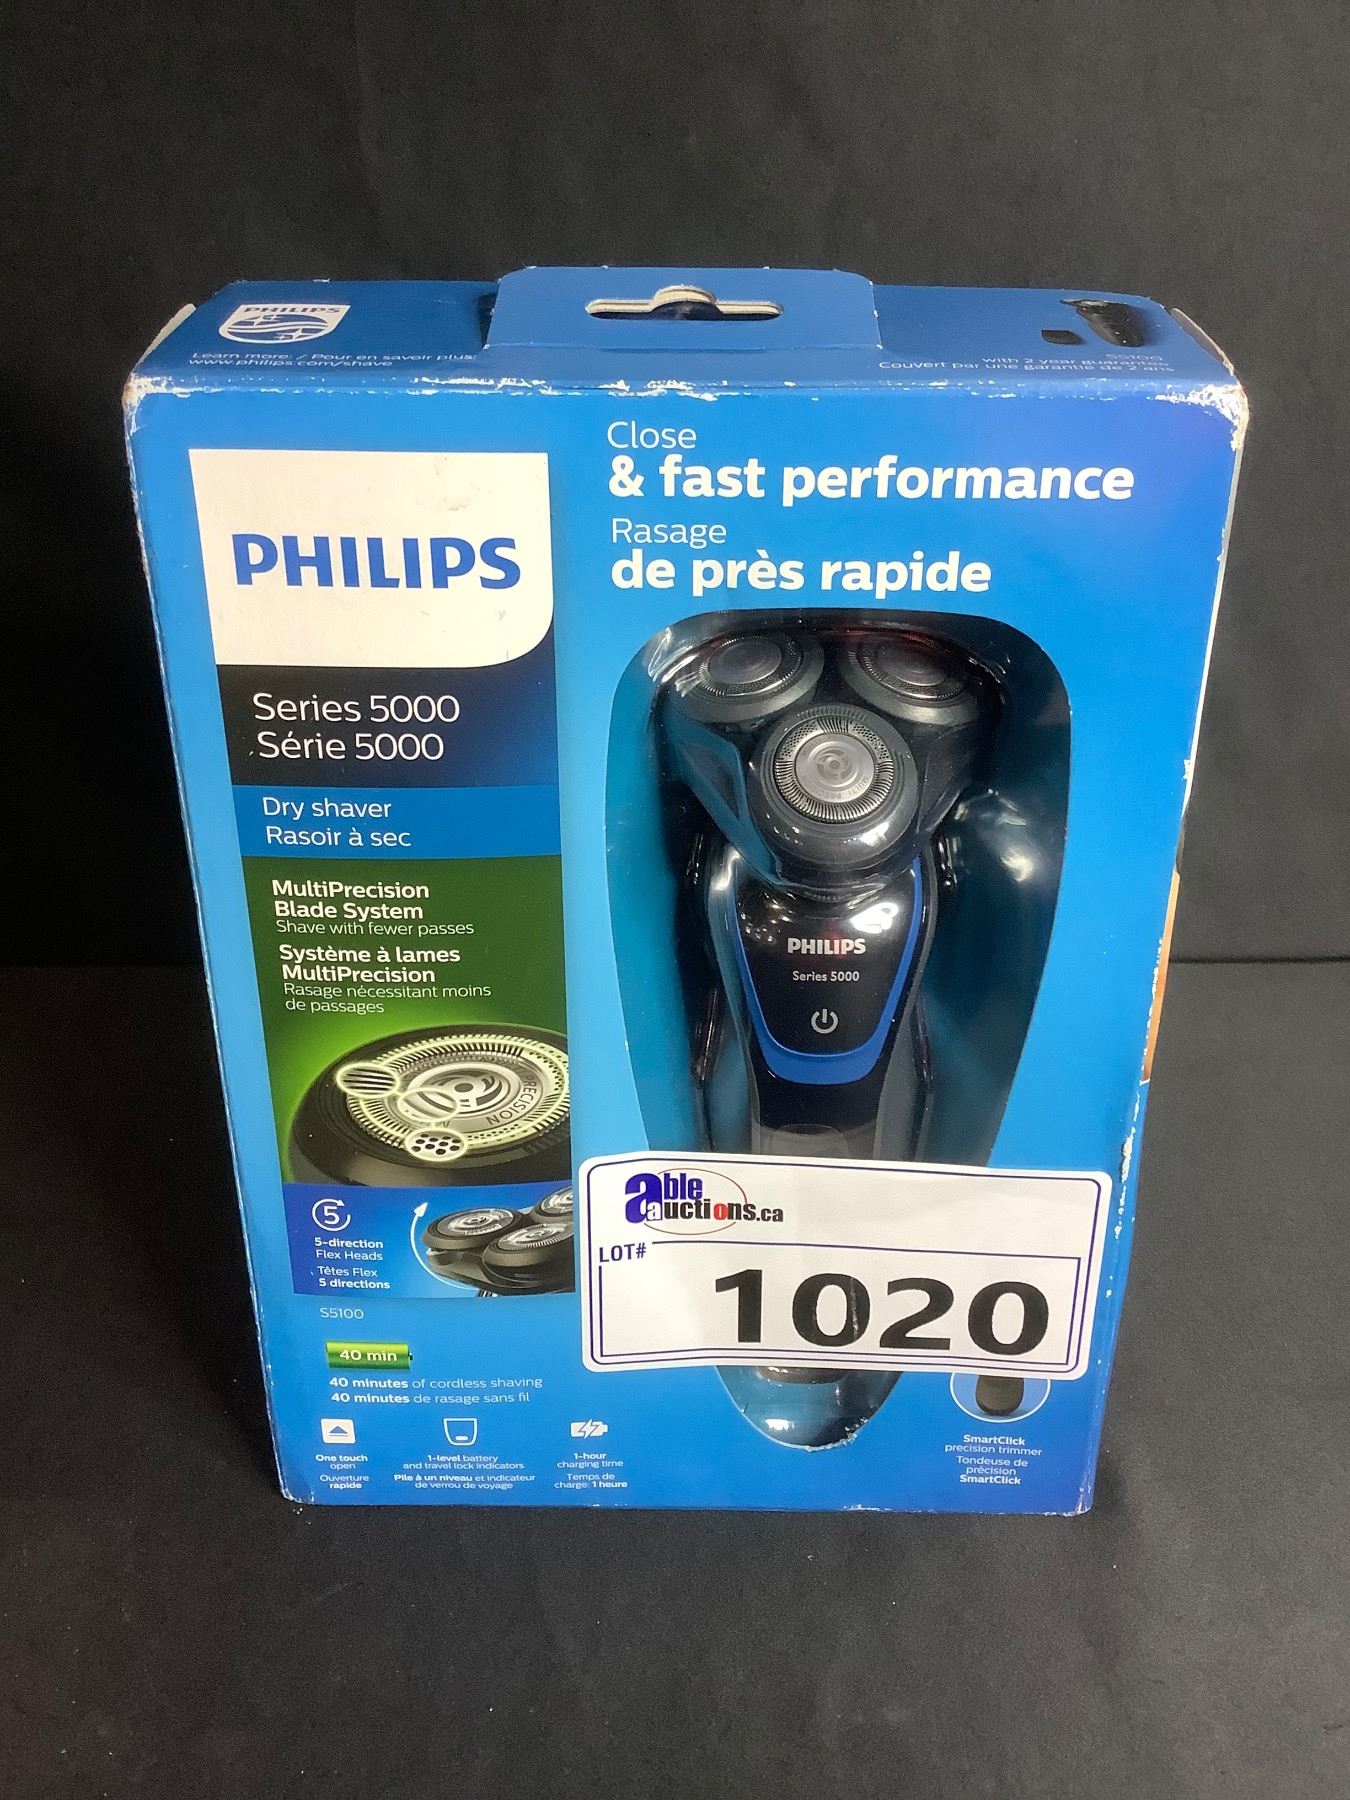 PHILIPS
Learn more: / Pour en savoir plus:
www.philips.com/shave
S5100
with 2 year guarantee
Couvert par une garantie de 2 ans
Close
& fast performance
Rasage
de près rapide
PHILIPS
Series 5000
Série 5000
Dry shaver
Rasoir à sec
MultiPrecision
Blade System
Shave with fewer passes
Système à lames
MultiPrecision
Rasage nécessitant moins
de passages
PRECISION
5
5-direction
Flex Heads
Têtes Flex
5 directions
S5100
40 min
40 minutes of cordless shaving
40 minutes de rasage sans fil
One touch
open
Ouverture
rapide
1-level battery
and travel lock indicators
Pile à un niveau et indicateur
de verrou de voyage
1-hour
charging time
Temps de
charge: 1 heure
PHILIPS
Series 5000
able
auctions.ca
LOT#
1020
SmartClick
precision trimmer
Tondeuse de
précision
SmartClick